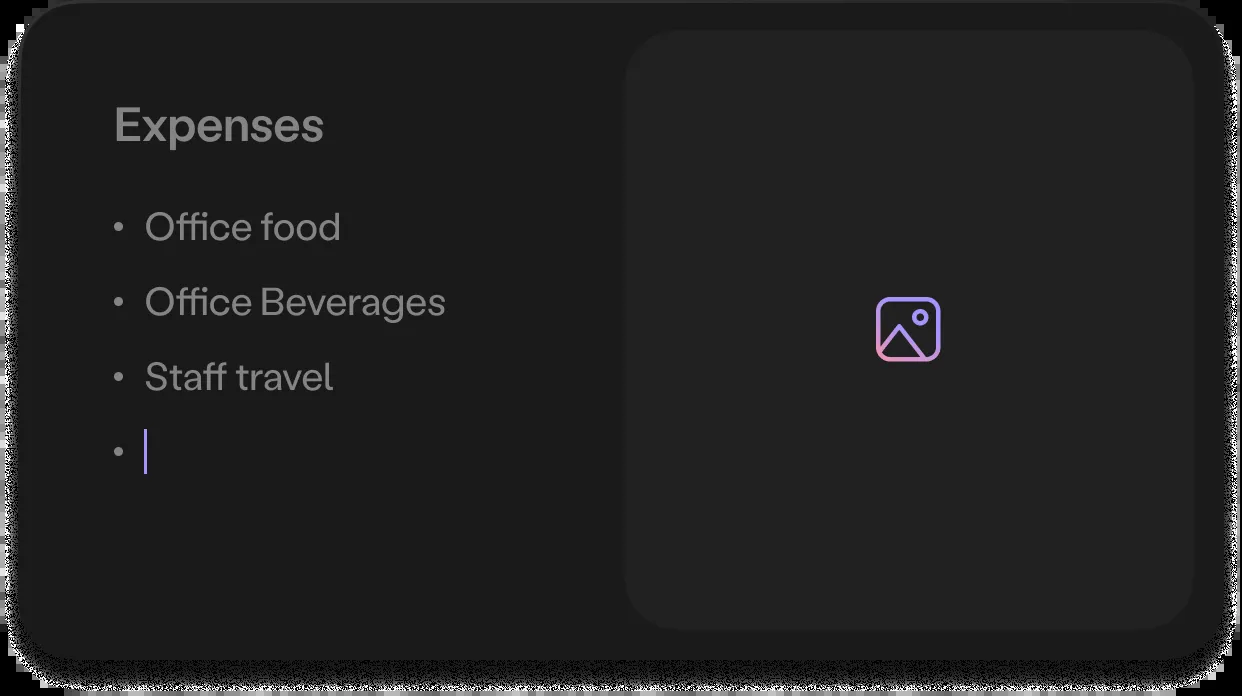 Expenses
• Office food
• Office Beverages
• Staff travel
•